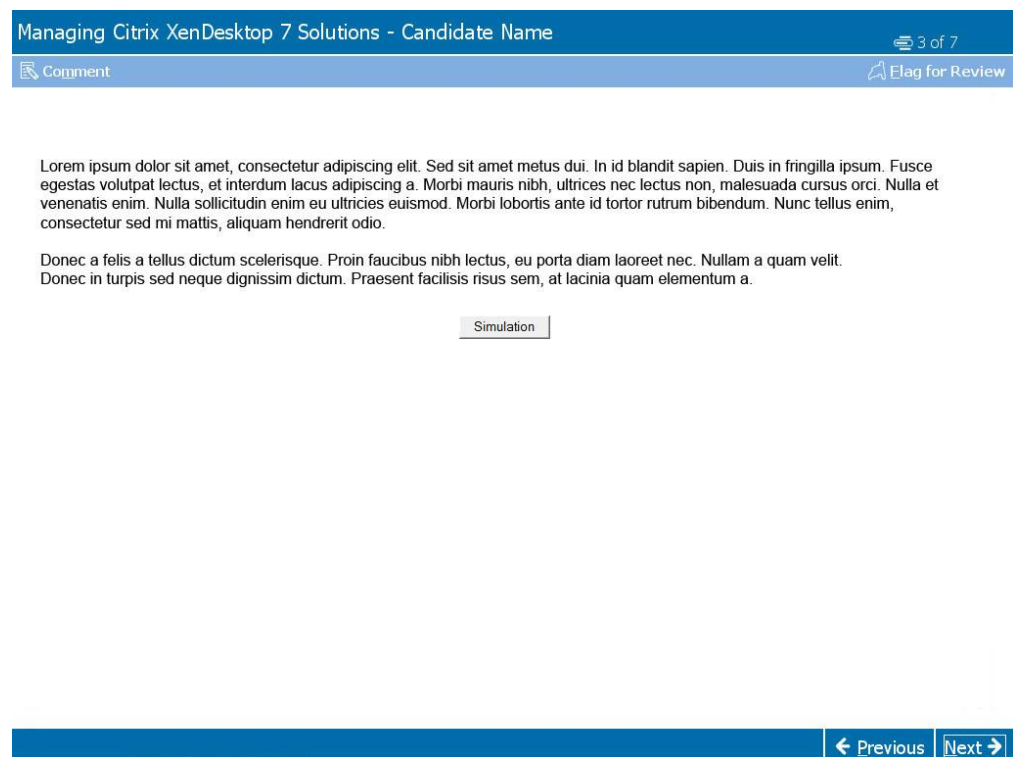 Managing Citrix XenDesktop 7 Solutions - Candidate Name
3 of 7
Comment
Flag for Review
Lorem ipsum dolor sit amet, consectetur adipiscing elit. Sed sit amet metus dui. In id blandit sapien. Duis in fringilla ipsum. Fusce
egestas volutpat lectus, et interdum lacus adipiscing a. Morbi mauris nibh, ultrices nec lectus non, malesuada cursus orci. Nulla et
venenatis enim. Nulla sollicitudin enim eu ultricies euismod. Morbi lobortis ante id tortor rutrum bibendum. Nunc tellus enim,
consectetur sed mi mattis, aliquam hendrerit odio.
Donec a felis a tellus dictum scelerisque. Proin faucibus nibh lectus, eu porta diam laoreet nec. Nullam a quam velit.
Donec in turpis sed neque dignissim dictum. Praesent facilisis risus sem, at lacinia quam elementum a.
Simulation
Previous Next